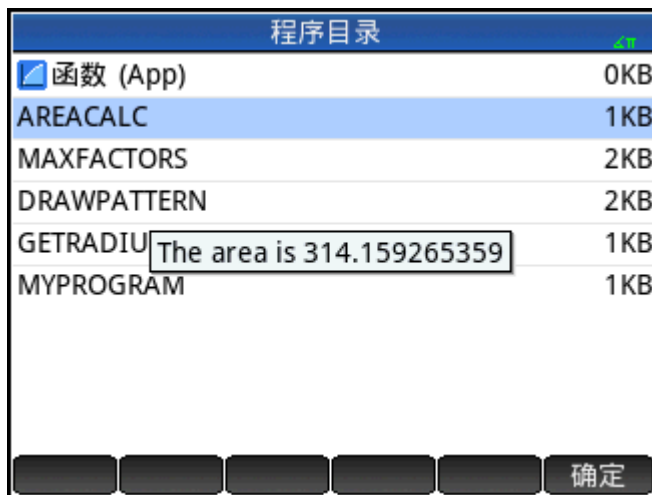 程序目录
∠π
函数 (App) 0KB
AREACALC 1KB
MAXFACTORS 2KB
DRAWPATTERN 2KB
GETRADIU 1KB
The area is 314.159265359
MYPROGRAM 1KB
确定